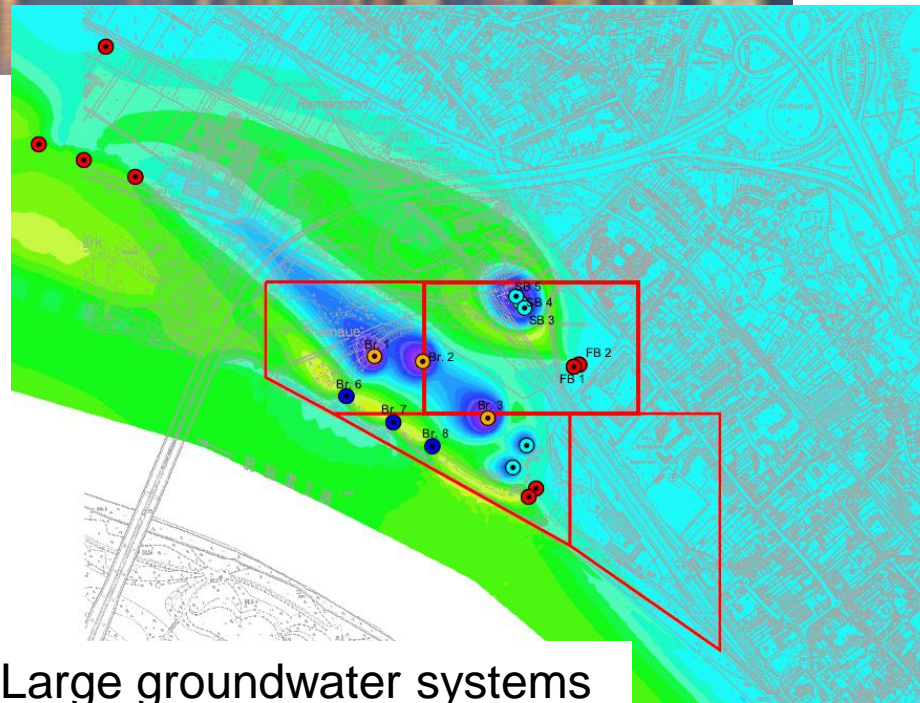 Ramersdorf
SB 5
SB 4
SB 3
Br. 1
Br. 2
FB 2
FB 1
Br. 6
Br. 3
Br. 7
Br. 8
Large groundwater systems